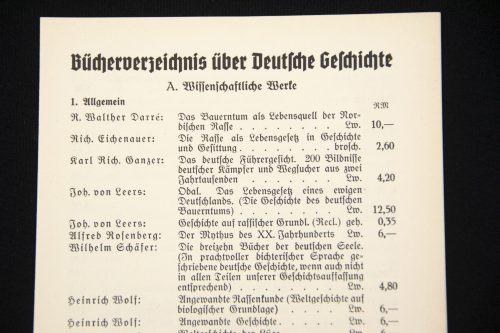 Bücherverzeichnis über Deutsche Geschichte
A. Wissenschaftliche Werke
1. Allgemein RM
R. Walther Darré: Das Bauerntum als Lebensquell der Nor-
dischen Rasse . . . . . . . . Lw. 10,—
Rich. Eichenauer: Die Rasse als Lebensgesetz in Geschichte
und Gesittung . . . . . . . brosch. 2,60
Karl Rich. Ganzer: Das deutsche Führergesicht. 200 Bildnisse
deutscher Kämpfer und Wegsucher aus zwei
Jahrtausenden . . . . . . . . Lw. 4,20
Joh. von Leers: Odal. Das Lebensgesetz eines ewigen
Deutschlands. (Die Geschichte des deutschen
Bauerntums) . . . . . . . . . Lw. 12,50
Joh. von Leers: Geschichte auf rassischer Grundl. (Recl.) geh. 0,35
Alfred Rosenberg: Der Mythus des XX. Jahrhunderts Lw. 6,—
Wilhelm Schäfer: Die dreizehn Bücher der deutschen Seele.
(In prachtvoller dichterischer Sprache ge-
schriebene deutsche Geschichte, wenn auch nicht
in allen Teilen unserer Geschichtsauffassung
entsprechend) . . . . . . . . Lw. 4,80
Heinrich Wolf: Angewandte Rassenkunde (Weltgeschichte auf
biologischer Grundlage) . . . . . Lw. 6,—
Heinrich Wolf: Angewandte Geschichte . . . . . Lw. 6,—
Weltgeschichte der Lüge